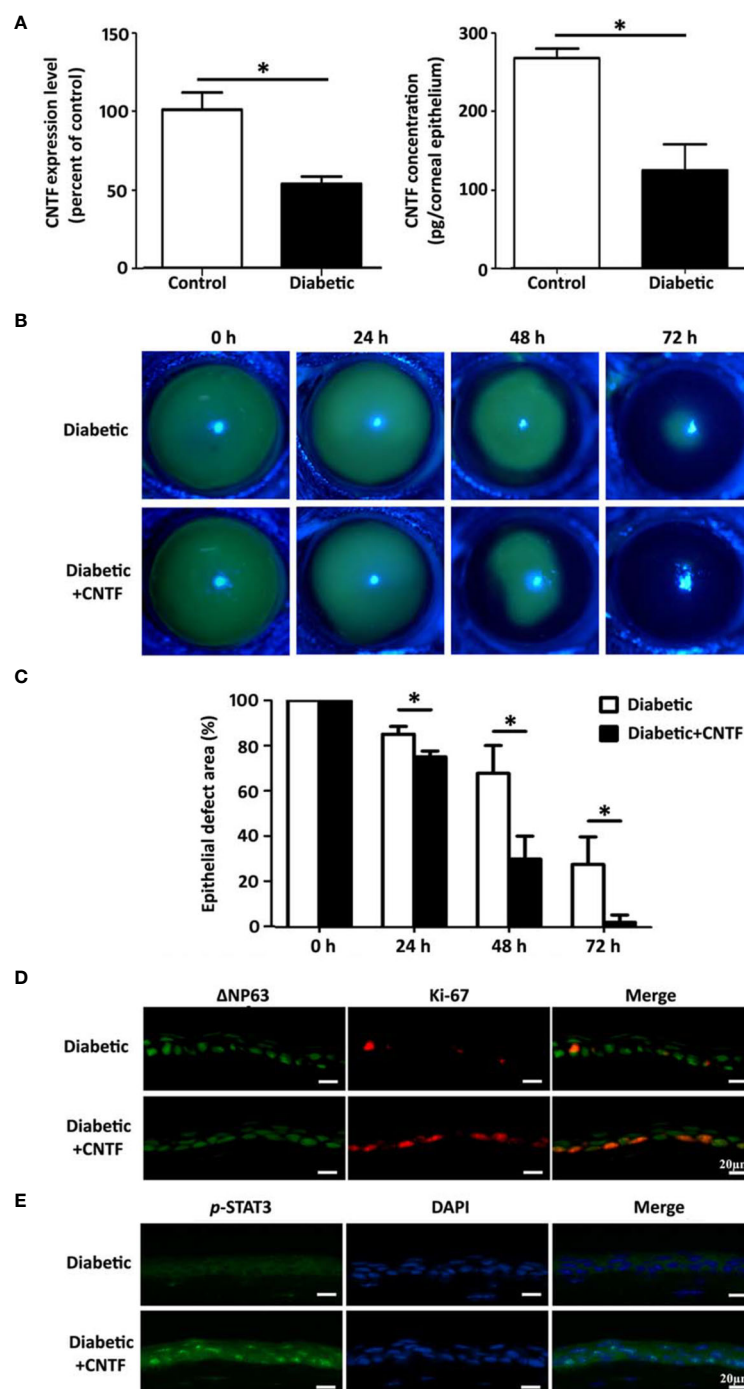 A
CNTF expression level
(percent of control)
150
100
50
0
*
Control
Diabetic
CNTF concentration
(pg/corneal epithelium)
300
200
100
0
*
Control
Diabetic
B
0 h
24 h
48 h
72 h
Diabetic
Diabetic
+CNTF
C
Epithelial defect area (%)
100
80
60
40
20
0
*
*
*
Diabetic
Diabetic+CNTF
0 h
24 h
48 h
72 h
D
ΔNP63
Ki-67
Merge
Diabetic
Diabetic
+CNTF
20μm
E
p-STAT3
DAPI
Merge
Diabetic
Diabetic
+CNTF
20μm